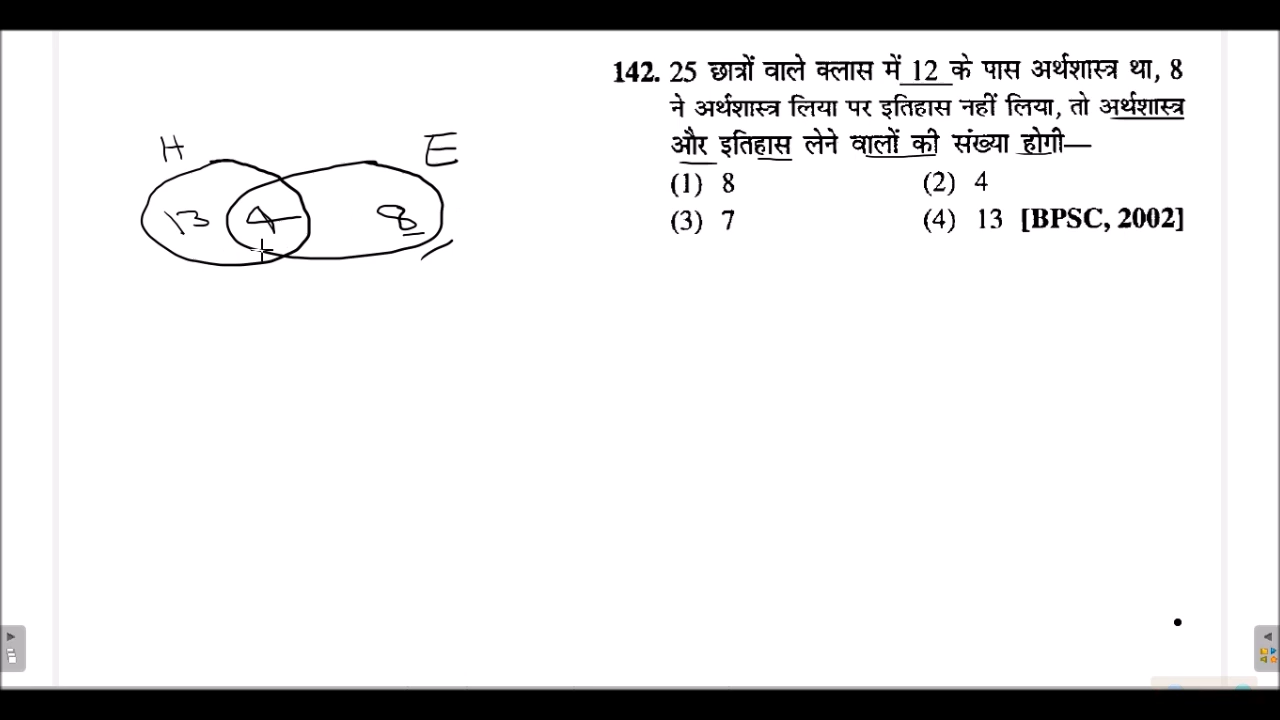 142. 25 छात्रों वाले क्लास में 12 के पास अर्थशास्त्र था, 8
ने अर्थशास्त्र लिया पर इतिहास नहीं लिया, तो अर्थशास्त्र
और इतिहास लेने वालों की संख्या होगी—
(1) 8 (2) 4
(3) 7 (4) 13 [BPSC, 2002]
H E
13 4 8